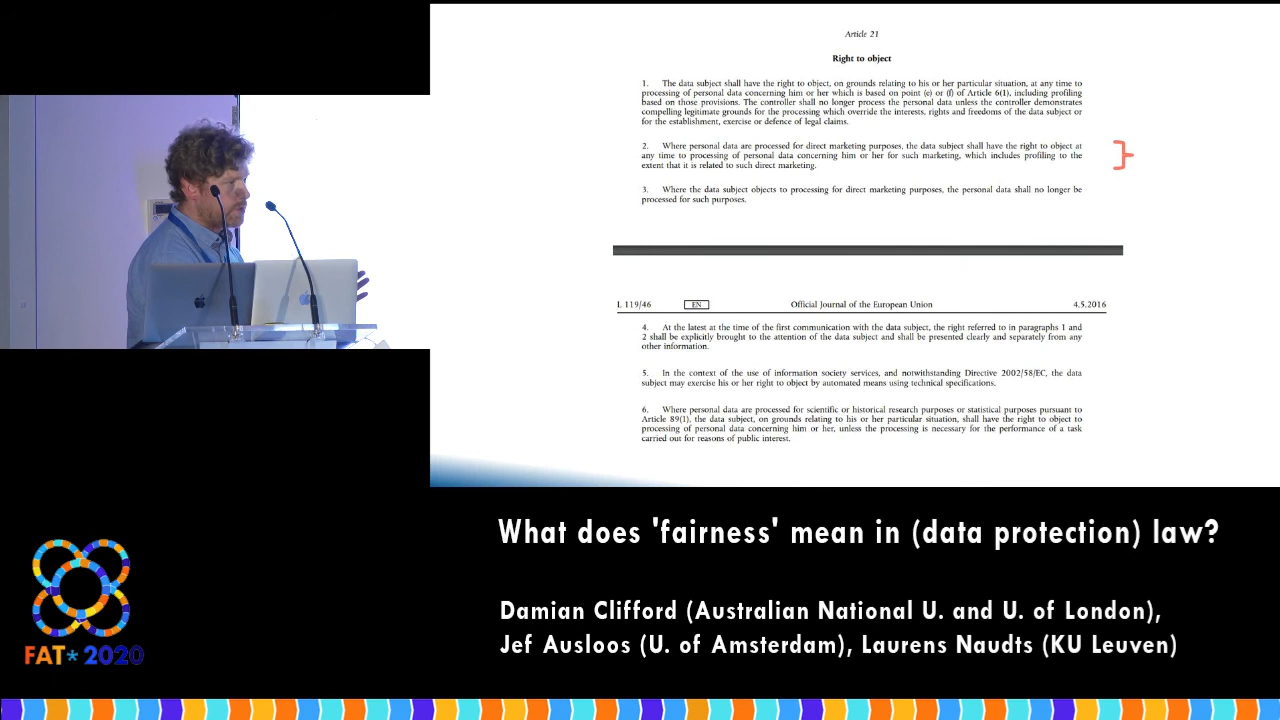 Article 21
Right to object
1. The data subject shall have the right to object, on grounds relating to his or her particular situation, at any time to
processing of personal data concerning him or her which is based on point (e) or (f) of Article 6(1), including profiling
based on those provisions. The controller shall no longer process the personal data unless the controller demonstrates
compelling legitimate grounds for the processing which override the interests, rights and freedoms of the data subject or
for the establishment, exercise or defence of legal claims.
2. Where personal data are processed for direct marketing purposes, the data subject shall have the right to object at
any time to processing of personal data concerning him or her for such marketing, which includes profiling to the
extent that it is related to such direct marketing.
3. Where the data subject objects to processing for direct marketing purposes, the personal data shall no longer be
processed for such purposes.
L 119/46 EN Official Journal of the European Union 4.5.2016
4. At the latest at the time of the first communication with the data subject, the right referred to in paragraphs 1 and
2 shall be explicitly brought to the attention of the data subject and shall be presented clearly and separately from any
other information.
5. In the context of the use of information society services, and notwithstanding Directive 2002/58/EC, the data
subject may exercise his or her right to object by automated means using technical specifications.
6. Where personal data are processed for scientific or historical research purposes or statistical purposes pursuant to
Article 89(1), the data subject, on grounds relating to his or her particular situation, shall have the right to object to
processing of personal data concerning him or her, unless the processing is necessary for the performance of a task
carried out for reasons of public interest.
What does 'fairness' mean in (data protection) law?
Damian Clifford (Australian National U. and U. of London),
Jef Ausloos (U. of Amsterdam), Laurens Naudts (KU Leuven)
FAT* 2020